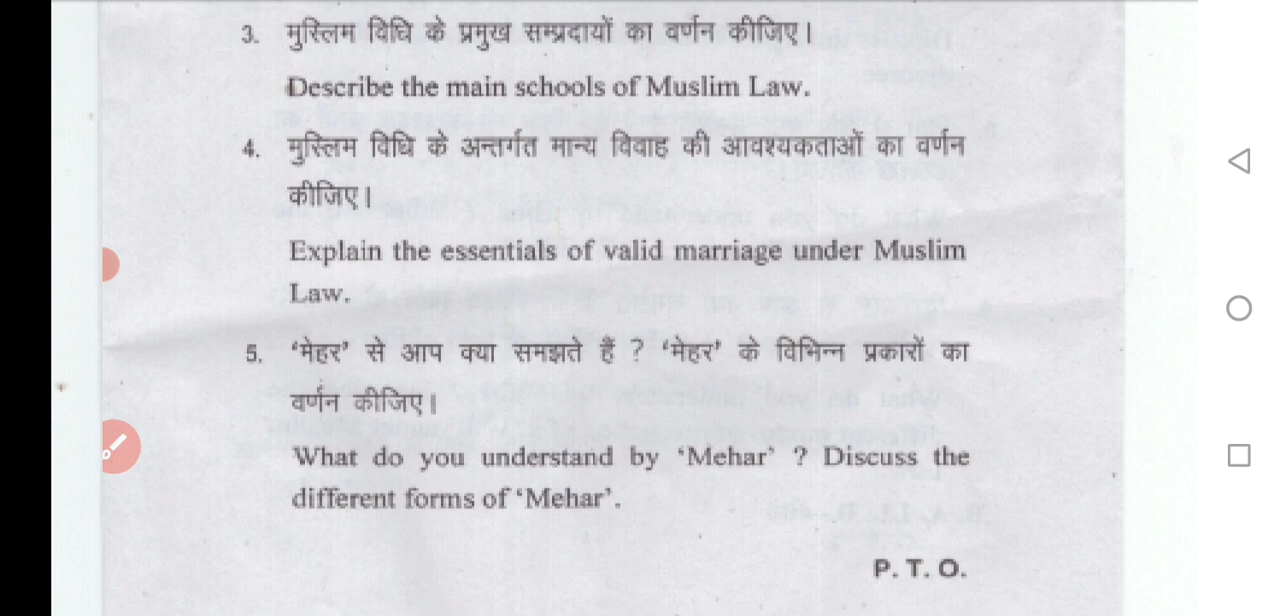 3. मुस्लिम विधि के प्रमुख सम्प्रदायों का वर्णन कीजिए।
Describe the main schools of Muslim Law.
4. मुस्लिम विधि के अन्तर्गत मान्य विवाह की आवश्यकताओं का वर्णन
कीजिए।
Explain the essentials of valid marriage under Muslim
Law.
5. ‘मेहर’ से आप क्या समझते हैं ? ‘मेहर’ के विभिन्न प्रकारों का
वर्णन कीजिए।
What do you understand by ‘Mehar’ ? Discuss the
different forms of ‘Mehar’.
P. T. O.